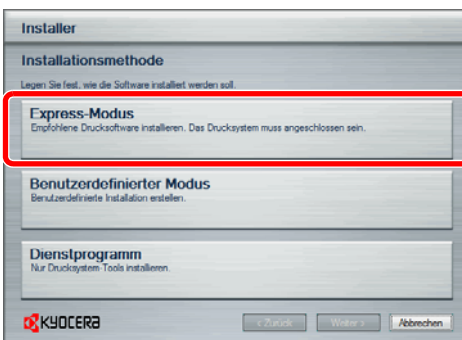 Installer
Installationsmethode
Legen Sie fest, wie die Software installiert werden soll.
Express-Modus
Empfohlene Drucksoftware installieren. Das Drucksystem muss angeschlossen sein.
Benutzerdefinierter Modus
Benutzerdefinierte Installation erstellen.
Dienstprogramm
Nur Drucksystem-Tools installieren.
KYOCERA
< Zurück
Weiter >
Abbrechen